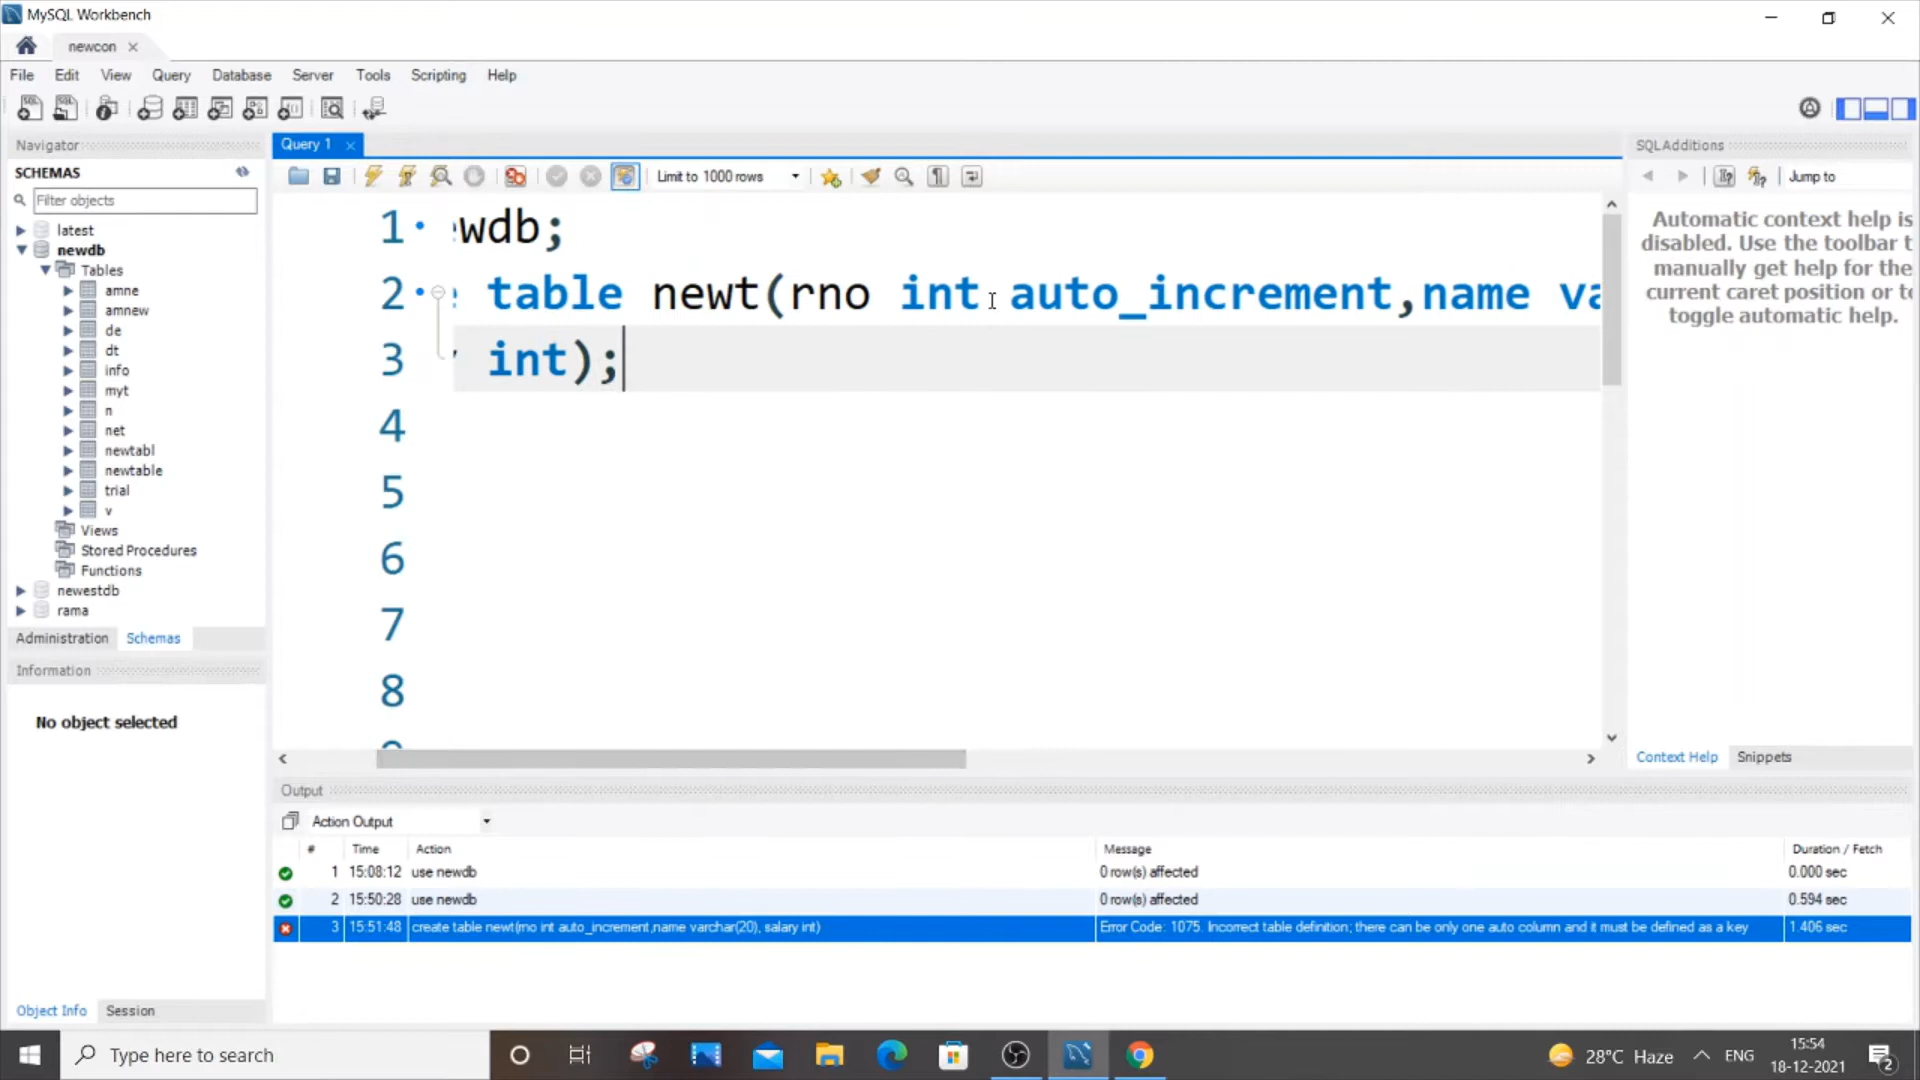 MySQL Workbench
newcon
File Edit View Query Database Server Tools Scripting Help
Navigator
SCHEMAS
Filter objects
latest
newdb
Tables
amne
amnew
de
dt
info
myt
n
net
newtabl
newtable
trial
v
Views
Stored Procedures
Functions
newestdb
rama
Administration Schemas
Information
No object selected
Object Info Session
Query 1
Limit to 1000 rows
1 wdb;
2 table newt(rno int auto_increment,name va
3 int);
4
5
6
7
8
SQLAdditions
Jump to
Automatic context help is
disabled. Use the toolbar t
manually get help for the
current caret position or to
toggle automatic help.
Context Help Snippets
Output
Action Output
# Time Action Message Duration / Fetch
1 15:08:12 use newdb 0 row(s) affected 0.000 sec
2 15:50:28 use newdb 0 row(s) affected 0.594 sec
3 15:51:48 create table newt(rno int auto_increment,name varchar(20), salary int) Error Code: 1075. Incorrect table definition; there can be only one auto column and it must be defined as a key 1.406 sec
Type here to search
28°C Haze
ENG
15:54
18-12-2021
2